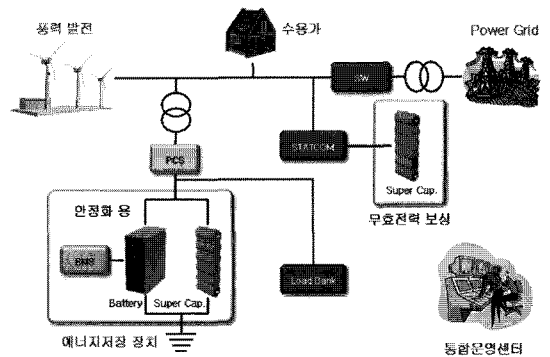 풍력 발전
수용가
Power Grid
SW
STATCOM
PCS
Super Cap.
무효전력 보상
안정화 용
BMS
Battery
Super Cap.
Load Bank
에너지저장 장치
통합운영센터